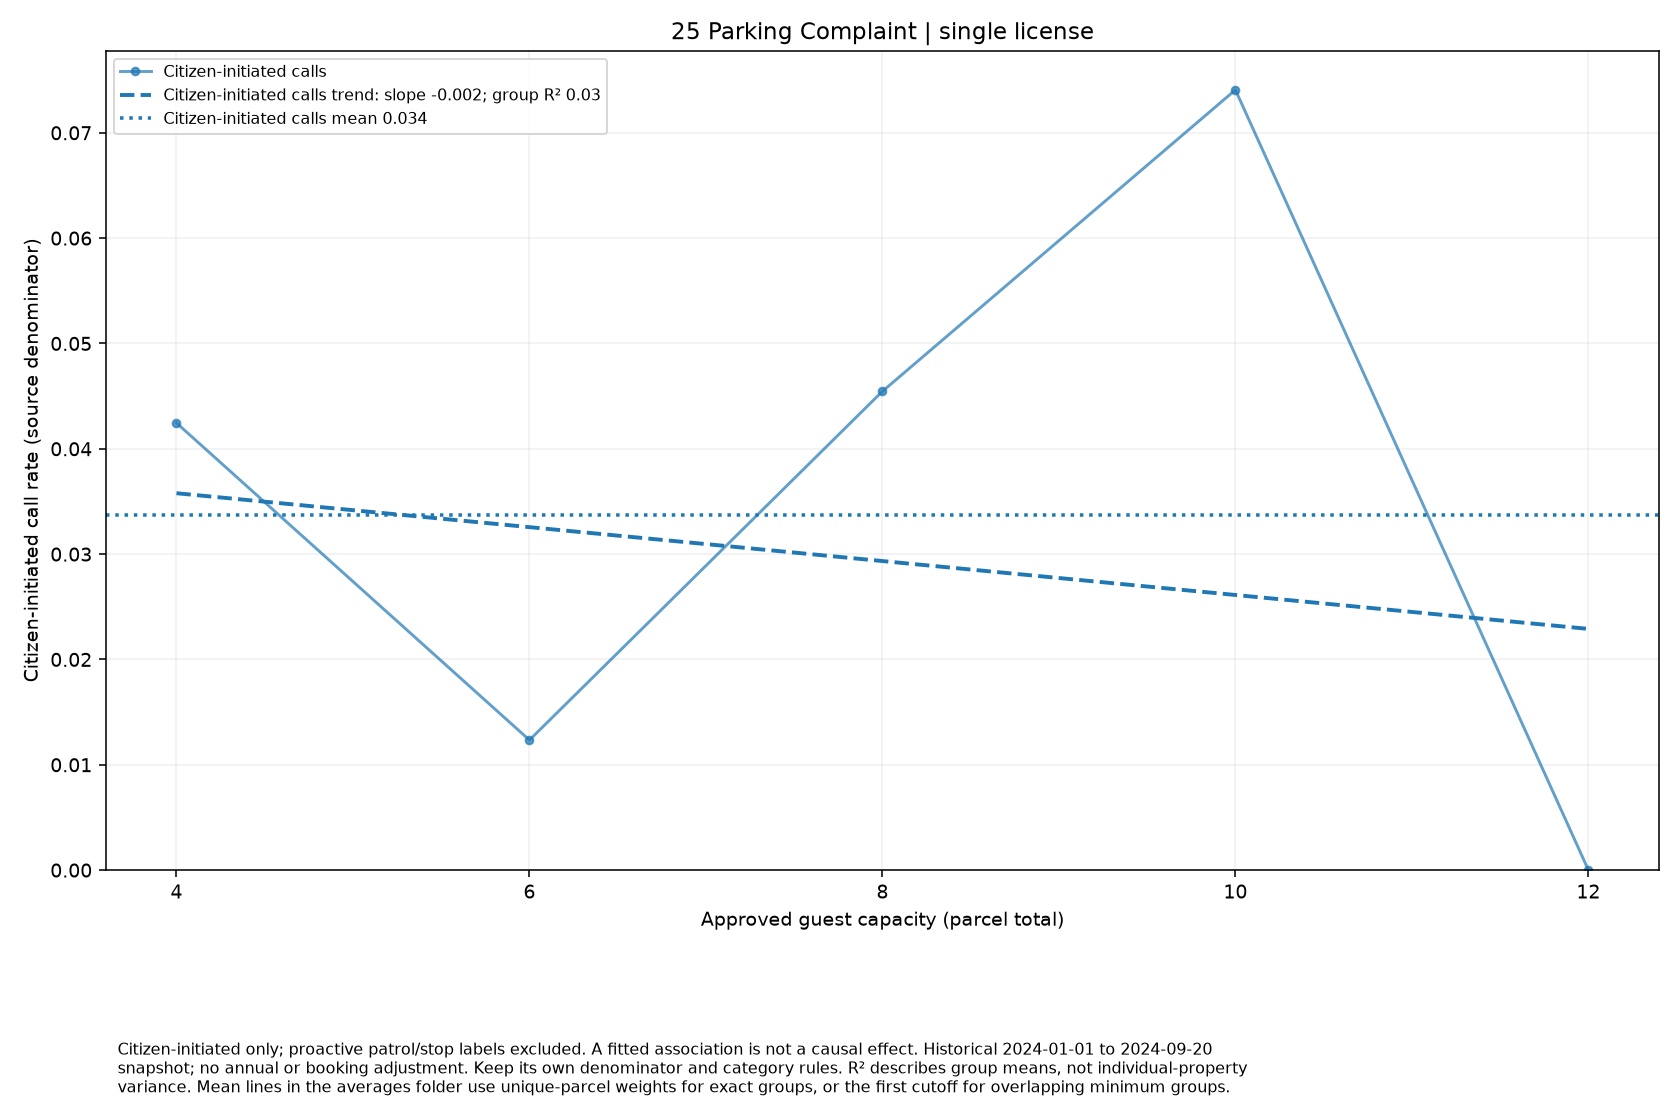 25 Parking Complaint | single license
Citizen-initiated calls
Citizen-initiated calls trend: slope -0.002; group R² 0.03
Citizen-initiated calls mean 0.034
Citizen-initiated call rate (source denominator)
0.07
0.06
0.05
0.04
0.03
0.02
0.01
0.00
4 6 8 10 12
Approved guest capacity (parcel total)
Citizen-initiated only; proactive patrol/stop labels excluded. A fitted association is not a causal effect. Historical 2024-01-01 to 2024-09-20
snapshot; no annual or booking adjustment. Keep its own denominator and category rules. R² describes group means, not individual-property
variance. Mean lines in the averages folder use unique-parcel weights for exact groups, or the first cutoff for overlapping minimum groups.